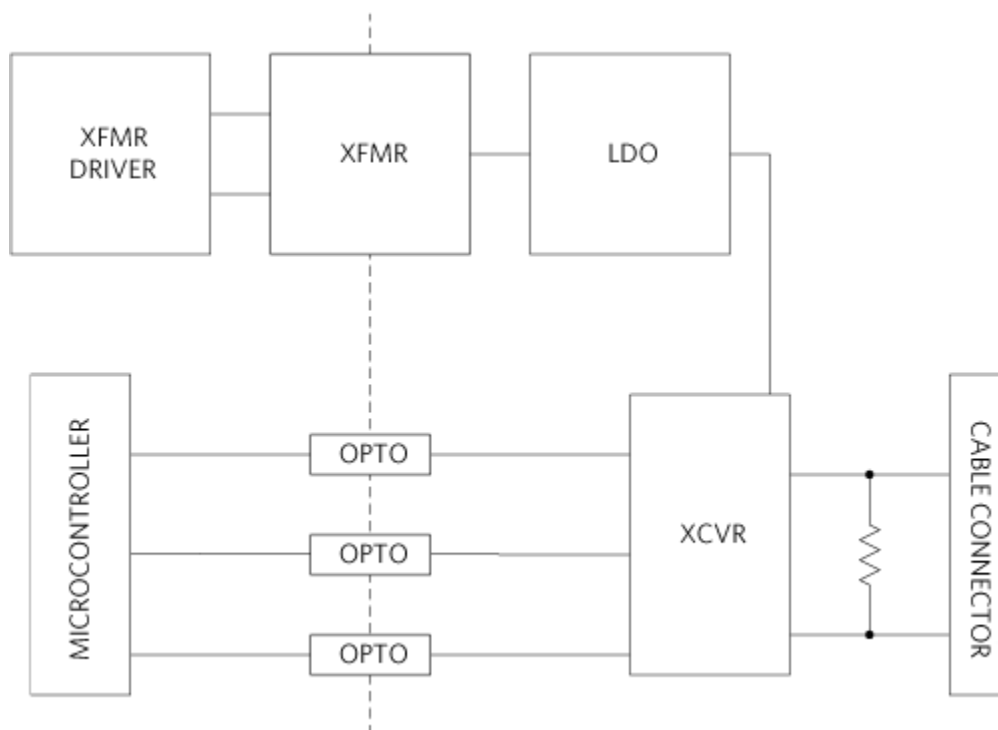 XFMR
DRIVER
XFMR
LDO
MICROCONTROLLER
OPTO
OPTO
OPTO
XCVR
CABLE CONNECTOR